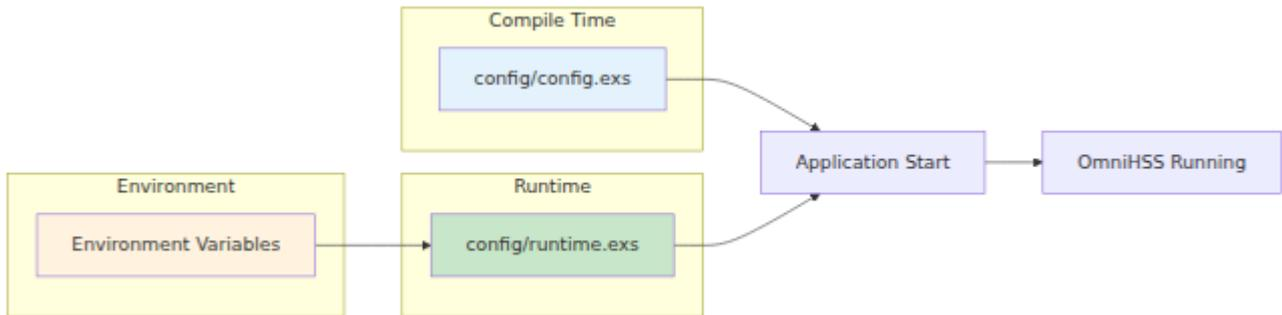 Compile Time
config/config.exs
Application Start
OmniHSS Running
Environment
Runtime
Environment Variables
config/runtime.exs